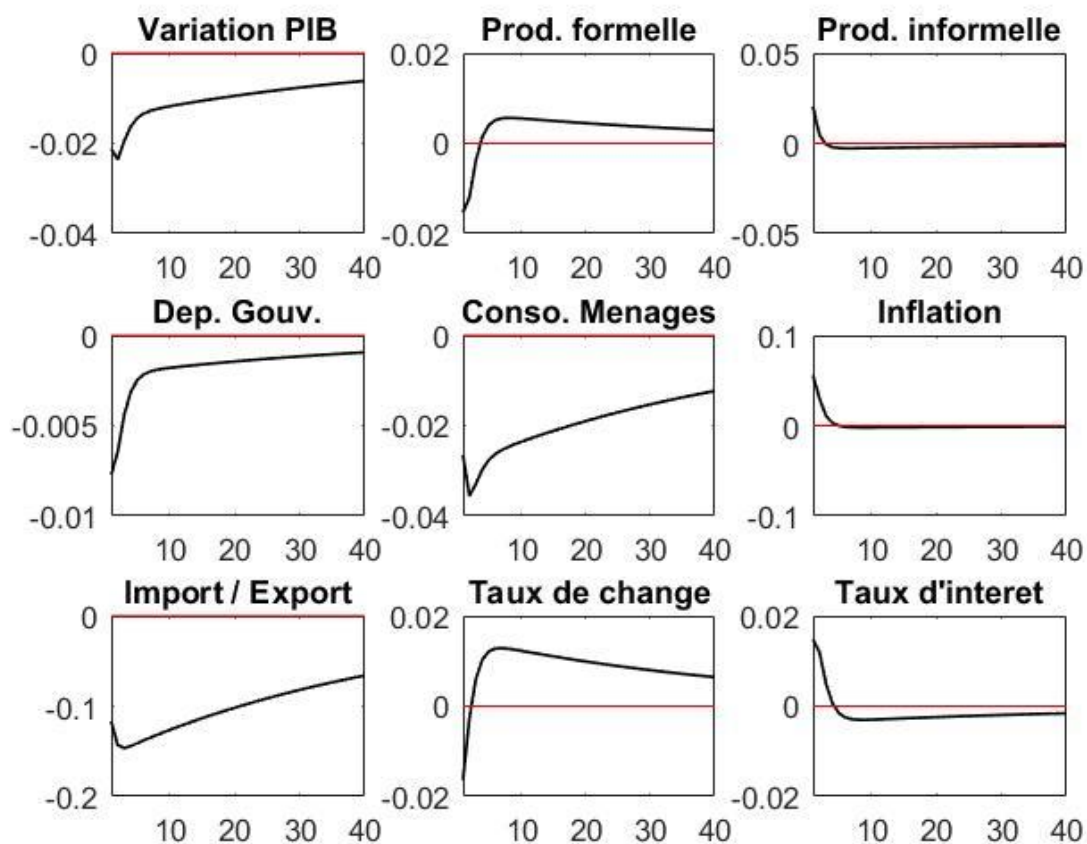 Variation PIB
0
-0.02
-0.04
10 20 30 40
Prod. formelle
0.02
0
-0.02
10 20 30 40
Prod. informelle
0.05
0
-0.05
10 20 30 40
Dep. Gouv.
0
-0.005
-0.01
10 20 30 40
Conso. Menages
0
-0.02
-0.04
10 20 30 40
Inflation
0.1
0
-0.1
10 20 30 40
Import / Export
0
-0.1
-0.2
10 20 30 40
Taux de change
0.02
0
-0.02
10 20 30 40
Taux d'interet
0.02
0
-0.02
10 20 30 40